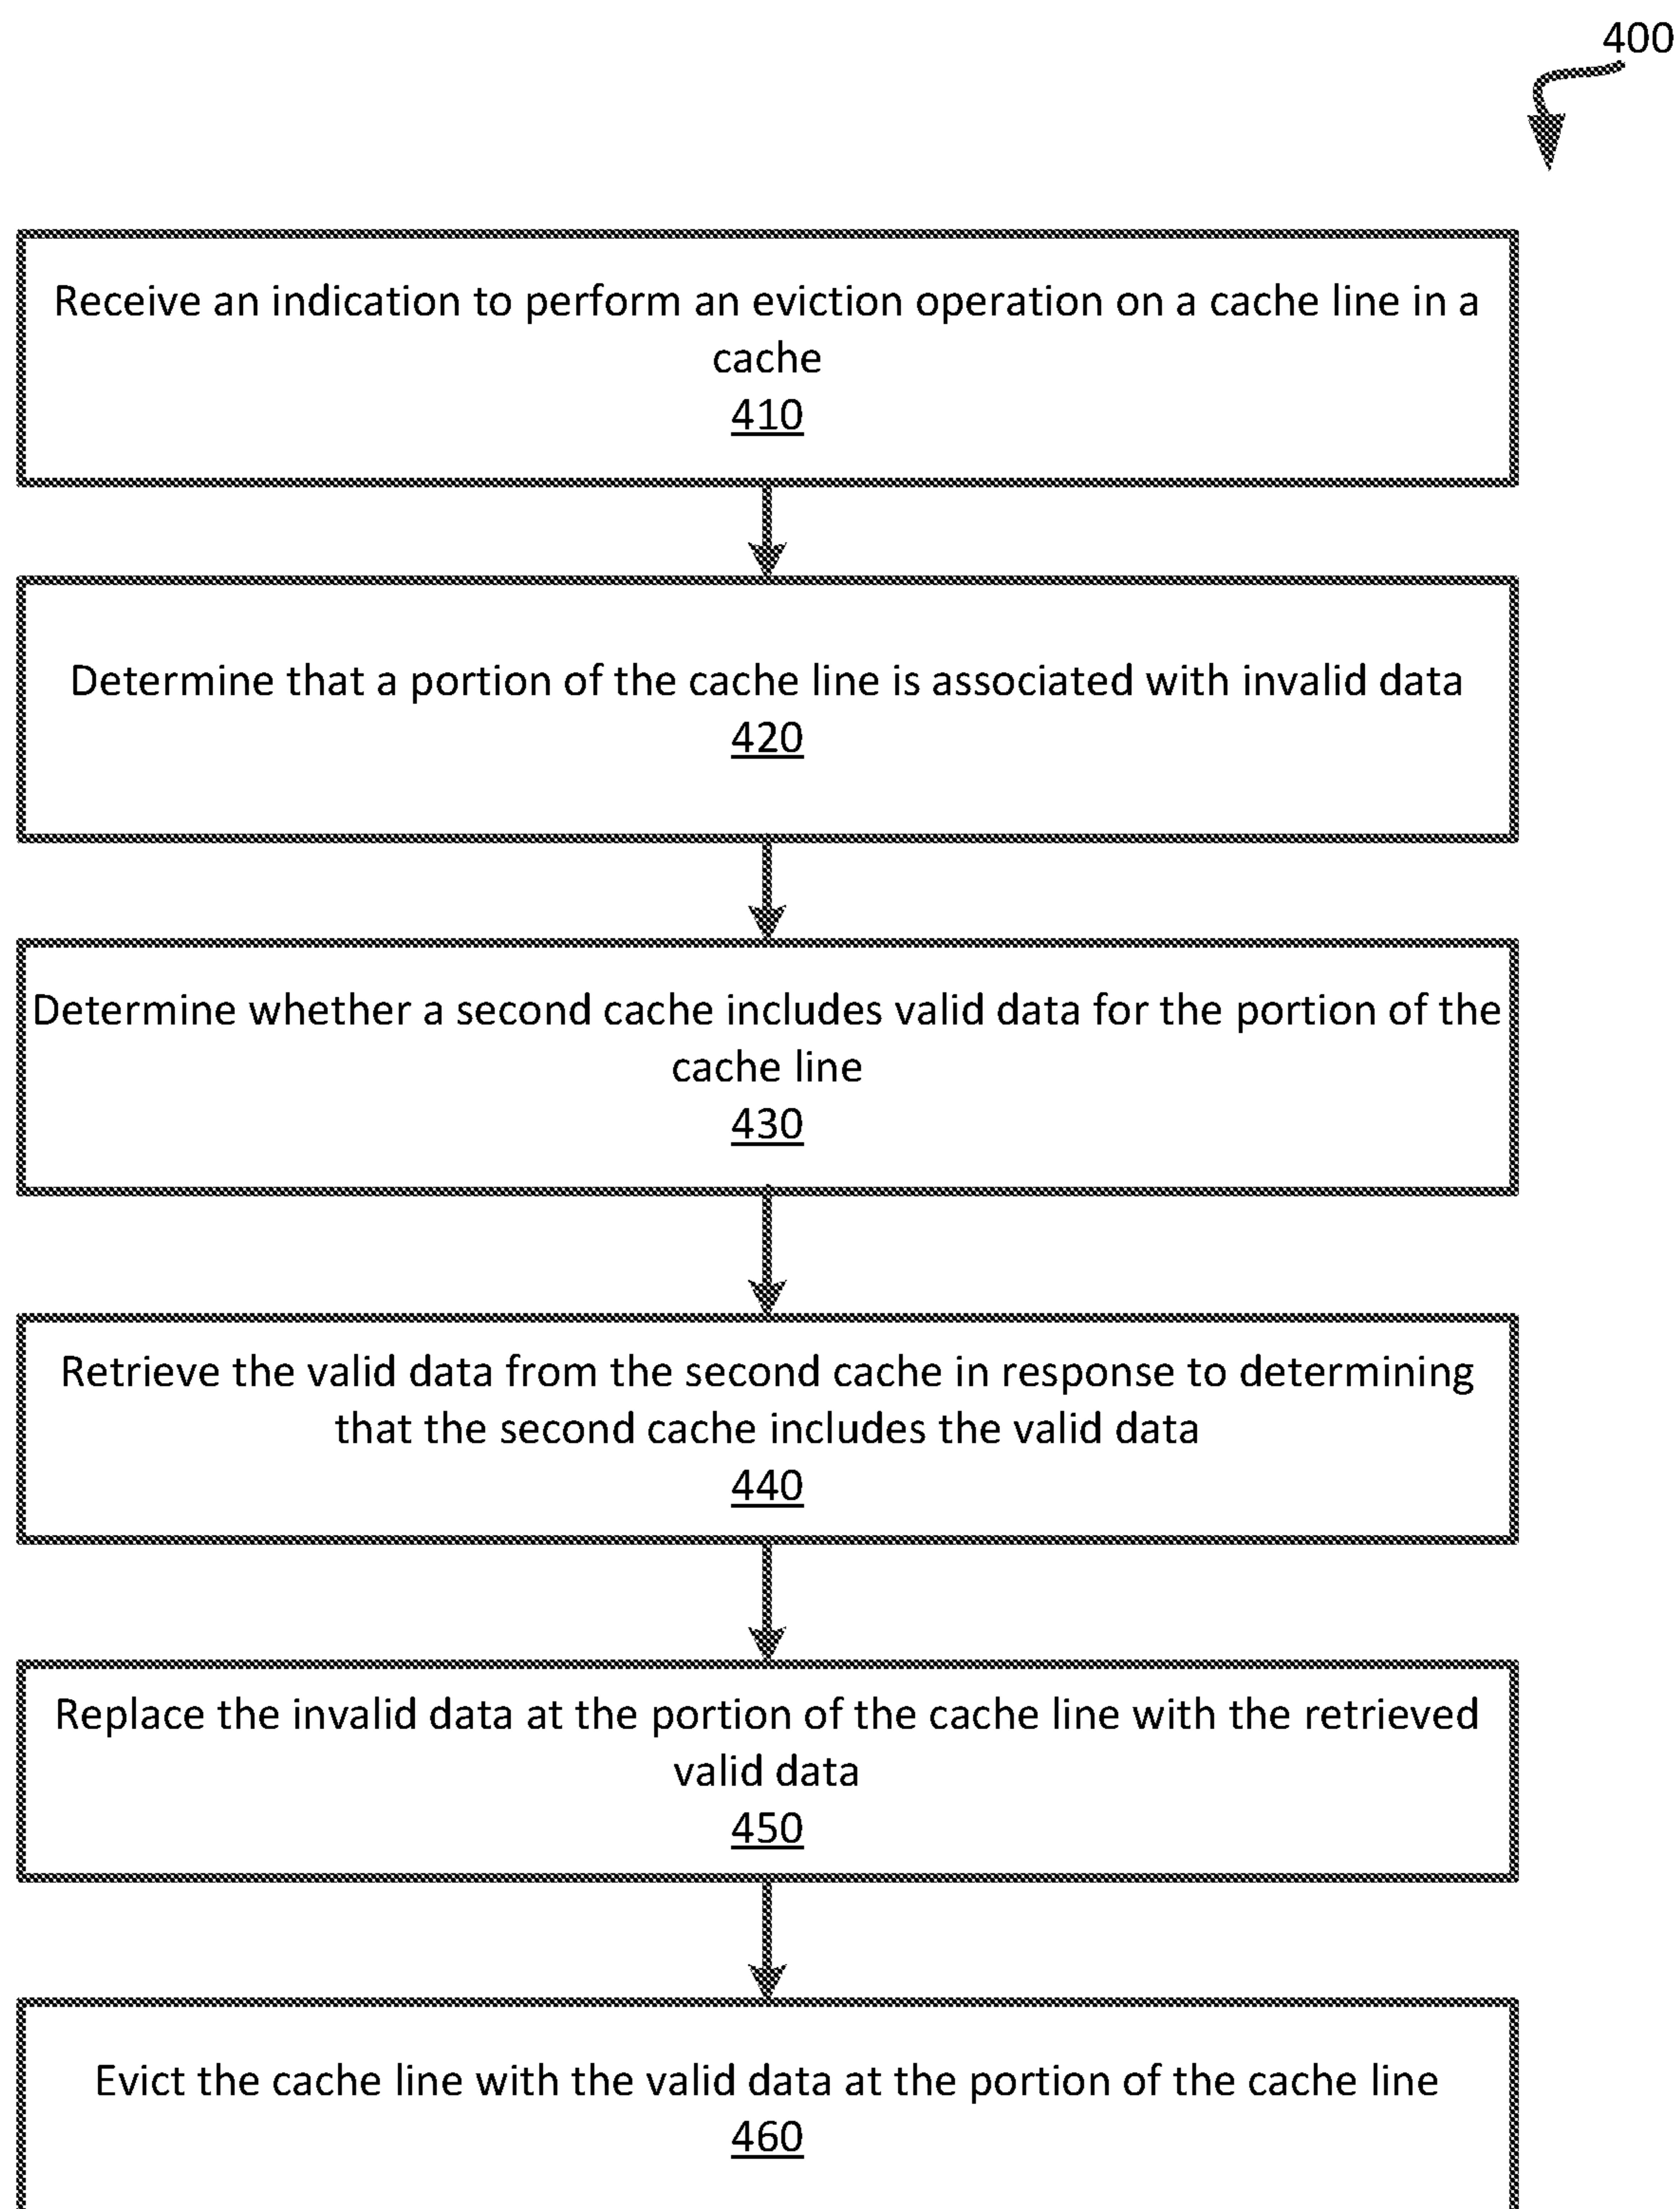 400
Receive an indication to perform an eviction operation on a cache line in a
cache
410
Determine that a portion of the cache line is associated with invalid data
420
Determine whether a second cache includes valid data for the portion of the
cache line
430
Retrieve the valid data from the second cache in response to determining
that the second cache includes the valid data
440
Replace the invalid data at the portion of the cache line with the retrieved
valid data
450
Evict the cache line with the valid data at the portion of the cache line
460